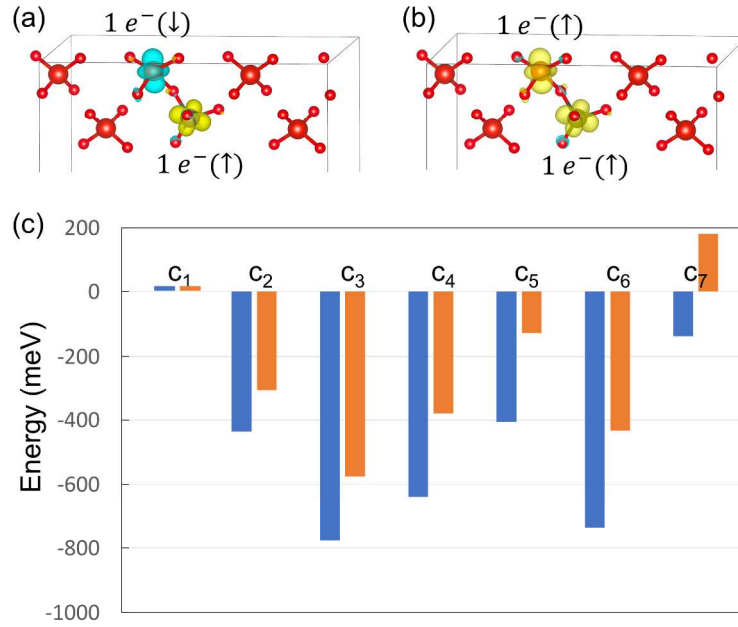 (a)
1 e⁻(↓)
1 e⁻(↑)
(b)
1 e⁻(↑)
1 e⁻(↑)
(c)
Energy (meV)
200
0
-200
-400
-600
-800
-1000
c₁
c₂
c₃
c₄
c₅
c₆
c₇